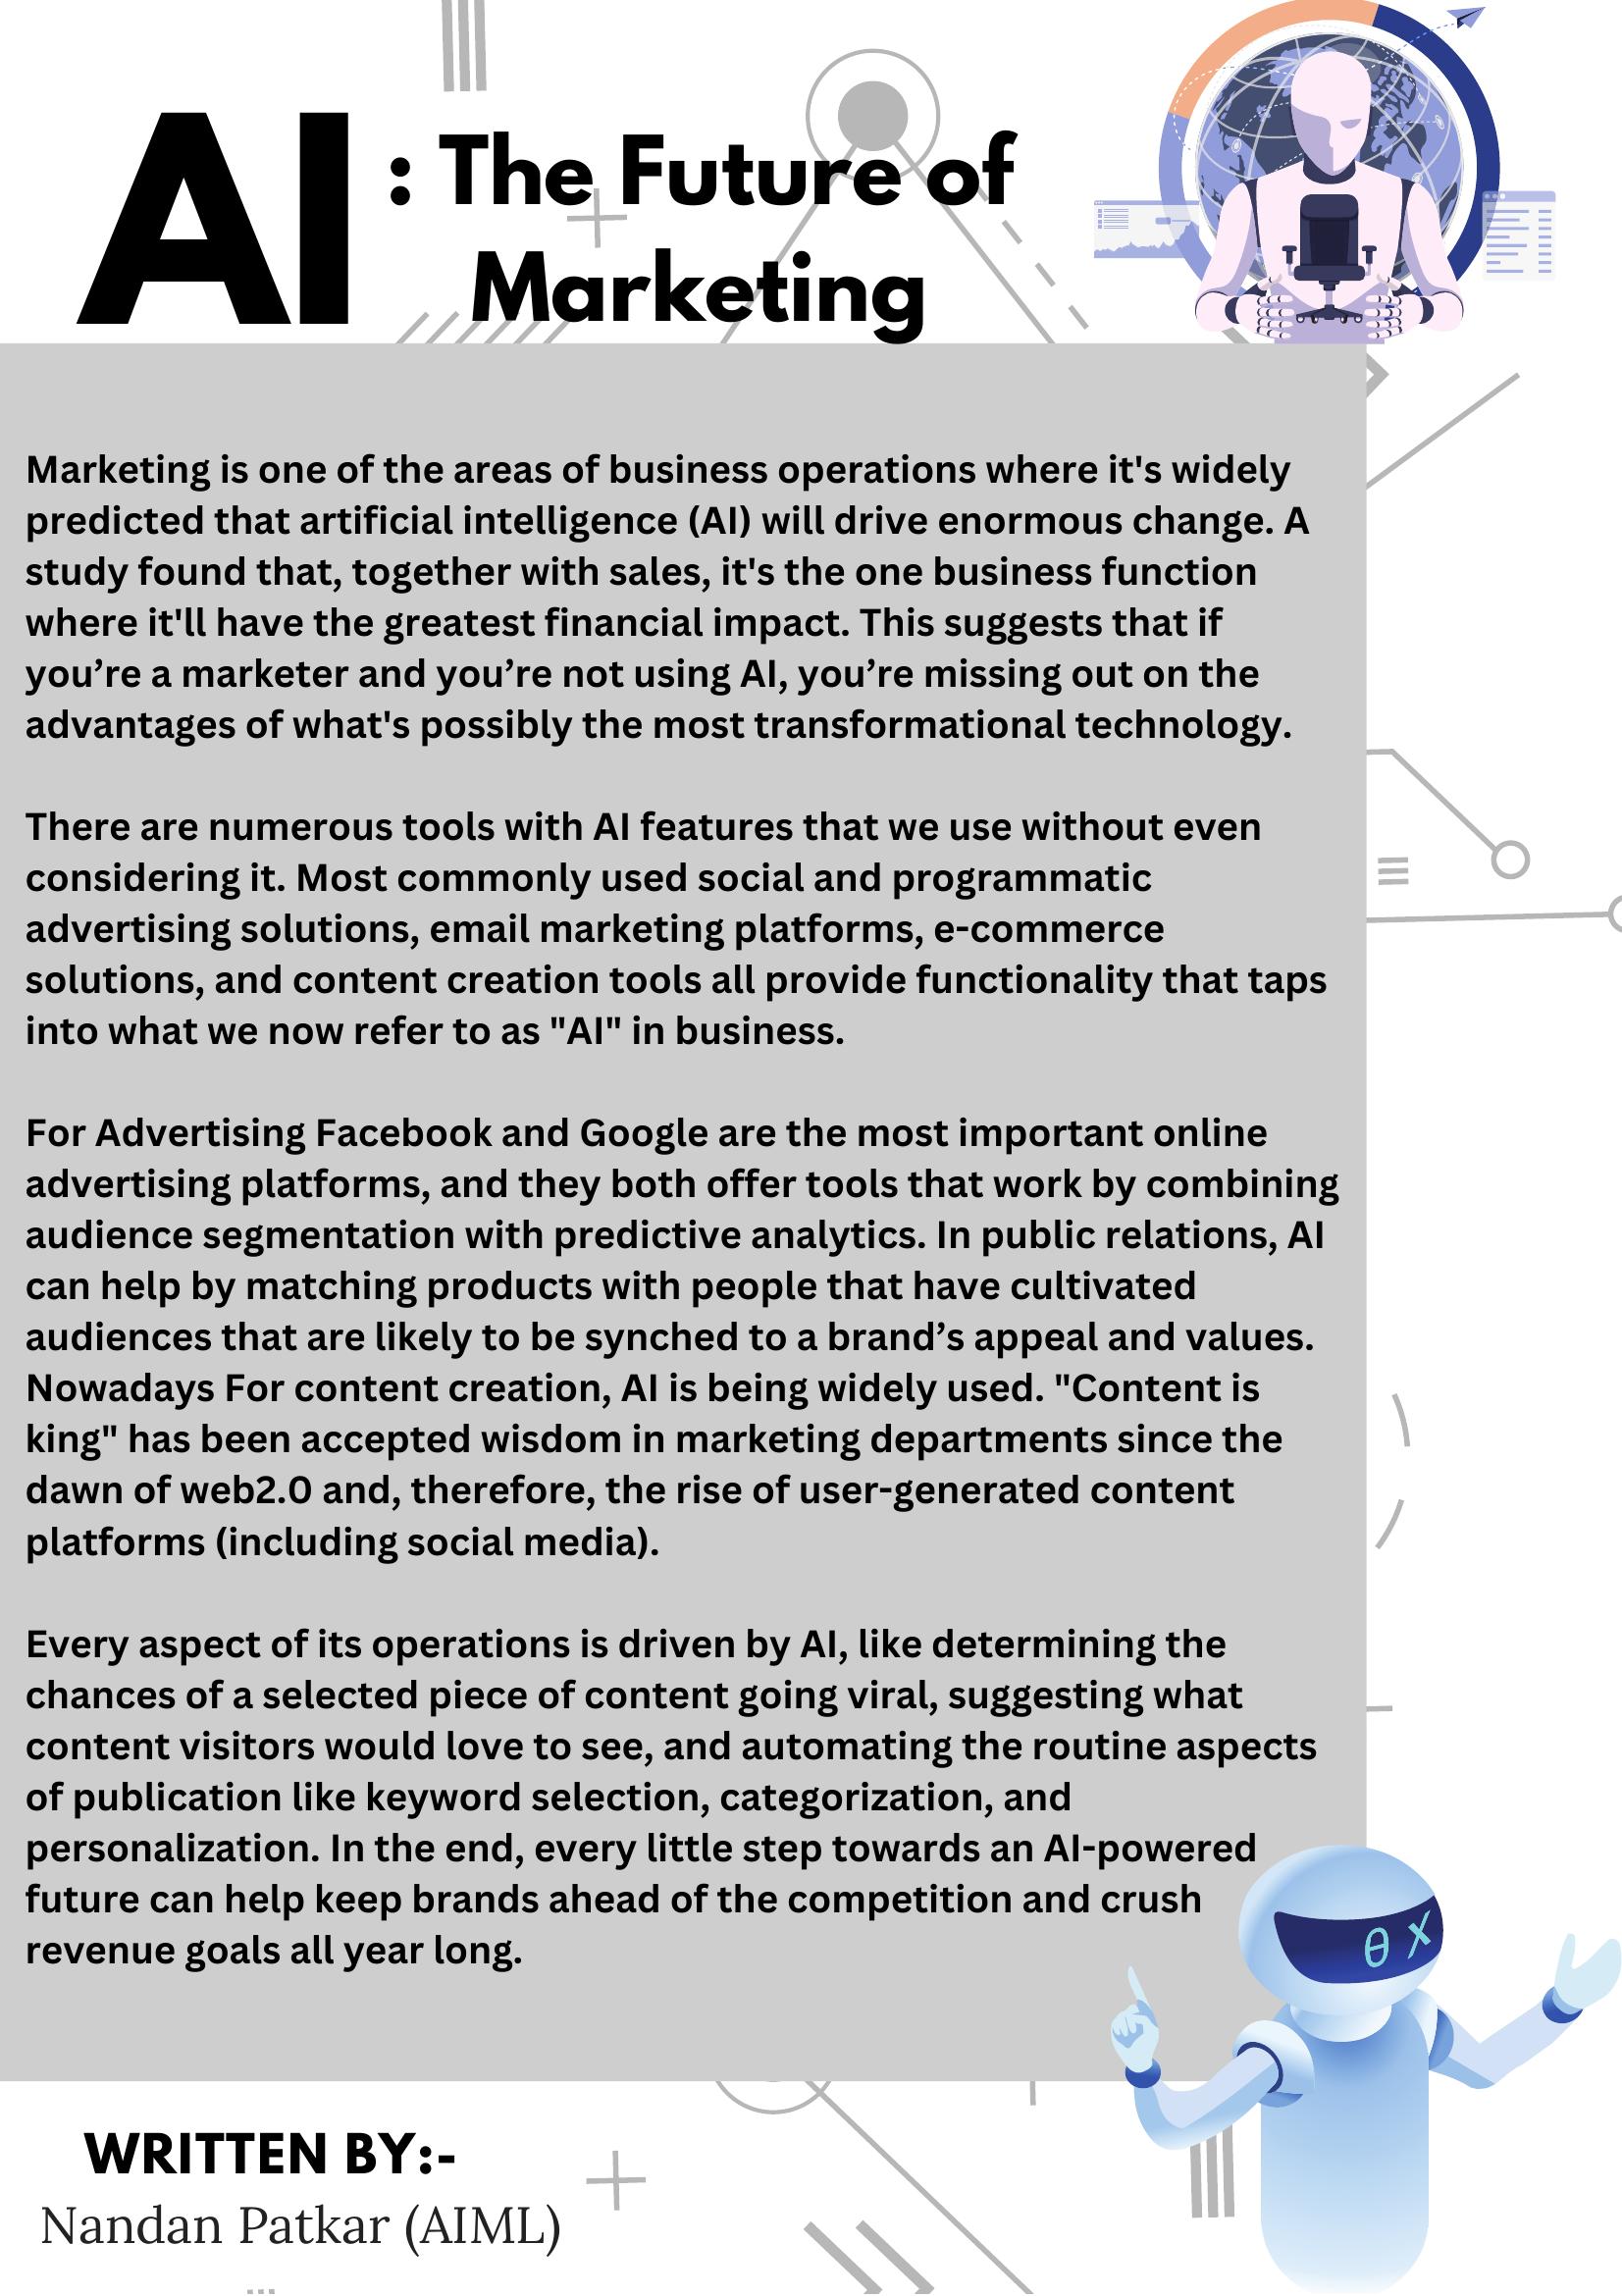 AI : The Future of
Marketing
Marketing is one of the areas of business operations where it's widely
predicted that artificial intelligence (AI) will drive enormous change. A
study found that, together with sales, it's the one business function
where it'll have the greatest financial impact. This suggests that if
you’re a marketer and you’re not using AI, you’re missing out on the
advantages of what's possibly the most transformational technology.
There are numerous tools with AI features that we use without even
considering it. Most commonly used social and programmatic
advertising solutions, email marketing platforms, e-commerce
solutions, and content creation tools all provide functionality that taps
into what we now refer to as "AI" in business.
For Advertising Facebook and Google are the most important online
advertising platforms, and they both offer tools that work by combining
audience segmentation with predictive analytics. In public relations, AI
can help by matching products with people that have cultivated
audiences that are likely to be synched to a brand’s appeal and values.
Nowadays For content creation, AI is being widely used. "Content is
king" has been accepted wisdom in marketing departments since the
dawn of web2.0 and, therefore, the rise of user-generated content
platforms (including social media).
Every aspect of its operations is driven by AI, like determining the
chances of a selected piece of content going viral, suggesting what
content visitors would love to see, and automating the routine aspects
of publication like keyword selection, categorization, and
personalization. In the end, every little step towards an AI-powered
future can help keep brands ahead of the competition and crush
revenue goals all year long.
θ X
WRITTEN BY:-
Nandan Patkar (AIML)